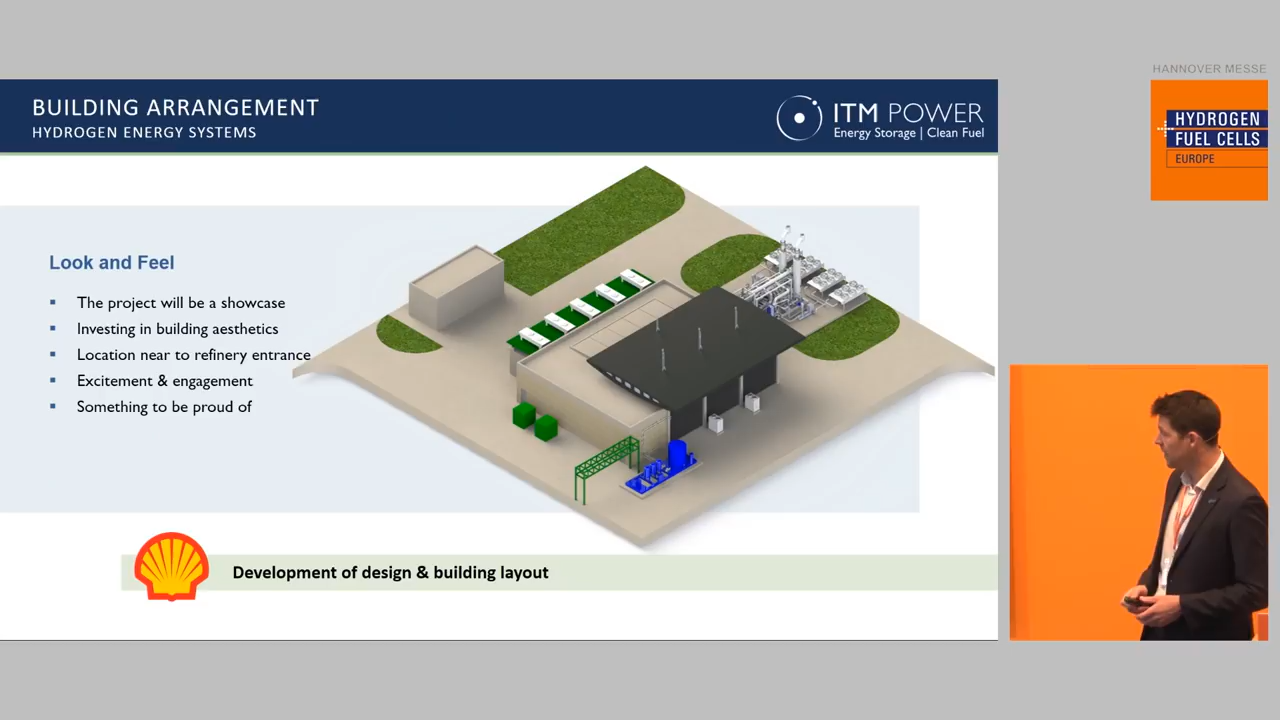 HANNOVER MESSE
HYDROGEN
FUEL CELLS
EUROPE
BUILDING ARRANGEMENT
HYDROGEN ENERGY SYSTEMS
ITM POWER
Energy Storage | Clean Fuel
Look and Feel
▪ The project will be a showcase
▪ Investing in building aesthetics
▪ Location near to refinery entrance
▪ Excitement & engagement
▪ Something to be proud of
Development of design & building layout